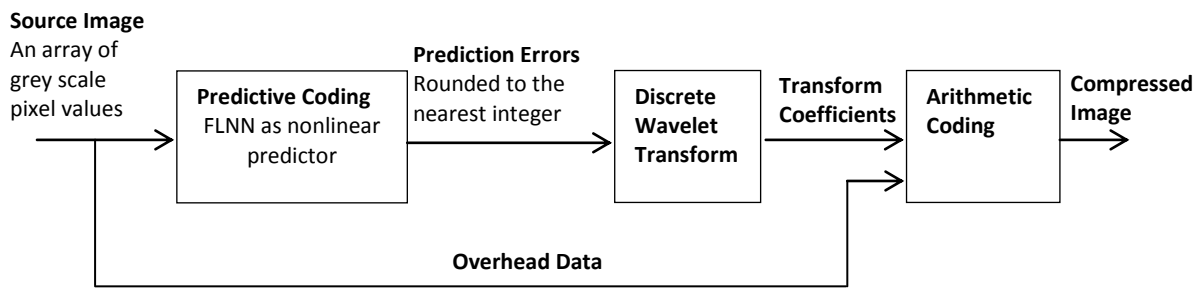 Source Image
An array of
grey scale
pixel values
Predictive Coding
FLNN as nonlinear
predictor
Prediction Errors
Rounded to the
nearest integer
Discrete
Wavelet
Transform
Transform
Coefficients
Arithmetic
Coding
Compressed
Image
Overhead Data